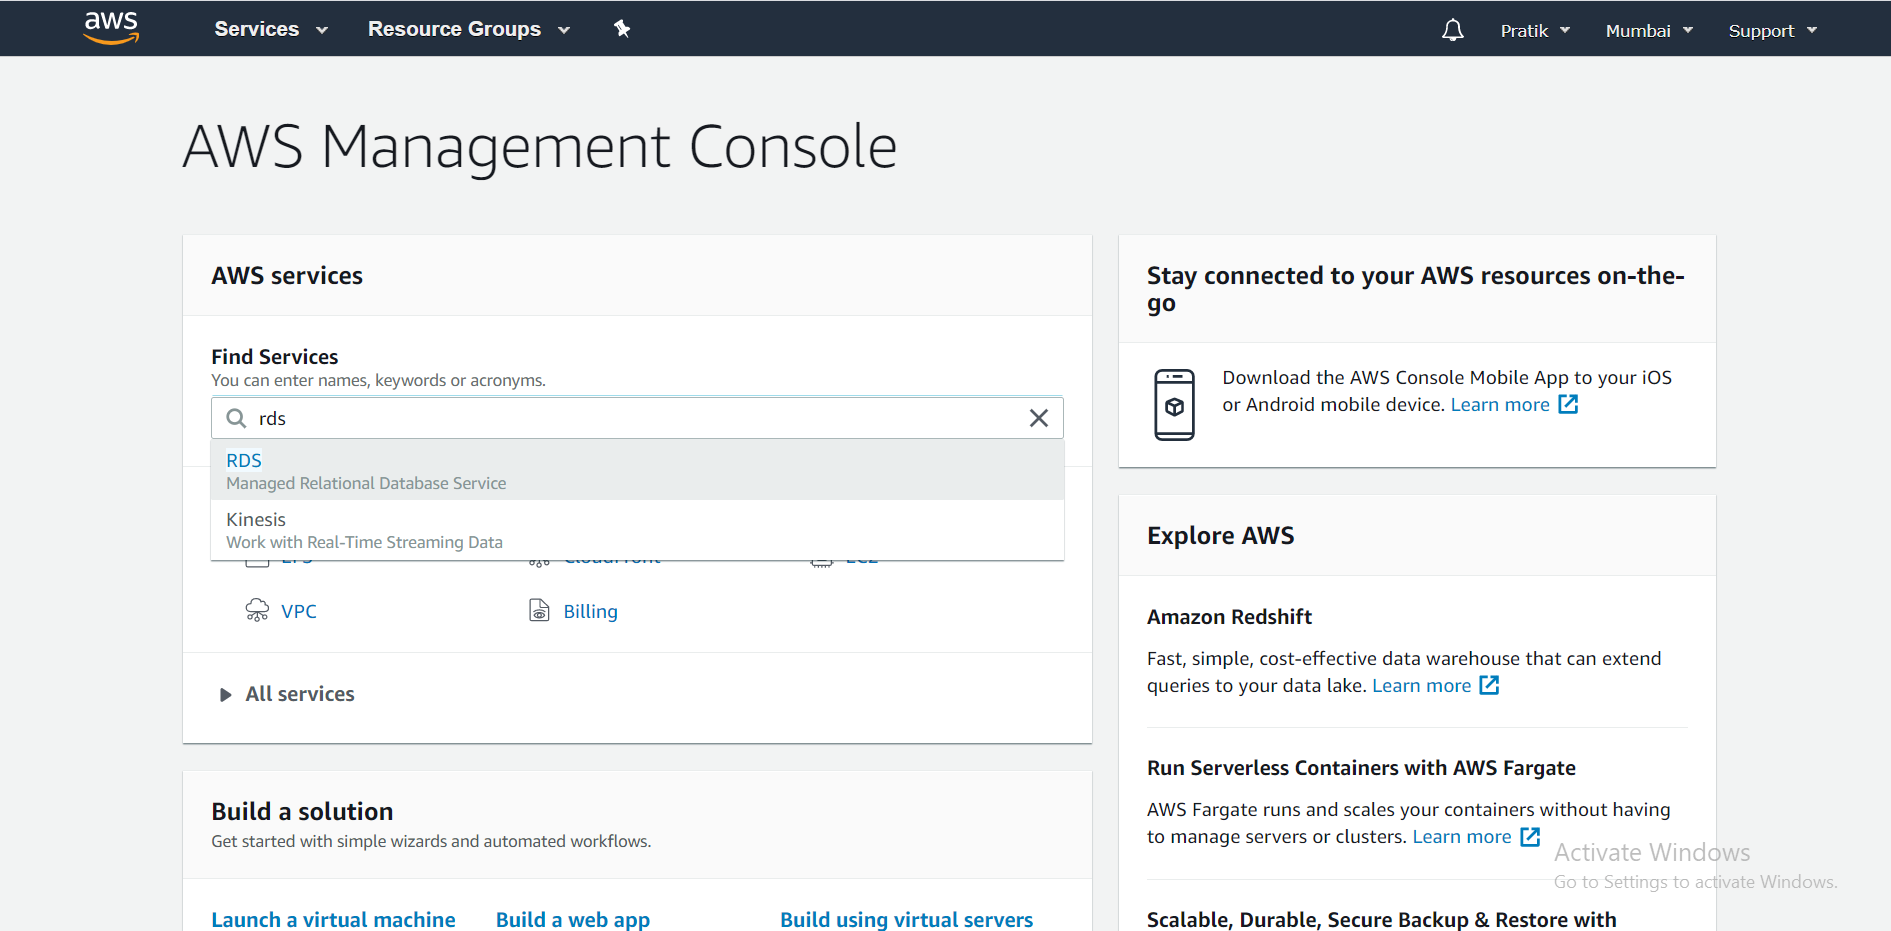 aws
Services
Resource Groups
Pratik
Mumbai
Support
AWS Management Console
AWS services
Find Services
You can enter names, keywords or acronyms.
rds
RDS
Managed Relational Database Service
Kinesis
Work with Real-Time Streaming Data
CloudFront
EC2
VPC
Billing
All services
Build a solution
Get started with simple wizards and automated workflows.
Launch a virtual machine
Build a web app
Build using virtual servers
Stay connected to your AWS resources on-the-
go
Download the AWS Console Mobile App to your iOS
or Android mobile device. Learn more
Explore AWS
Amazon Redshift
Fast, simple, cost-effective data warehouse that can extend
queries to your data lake. Learn more
Run Serverless Containers with AWS Fargate
AWS Fargate runs and scales your containers without having
to manage servers or clusters. Learn more
Scalable, Durable, Secure Backup & Restore with
Activate Windows
Go to Settings to activate Windows.